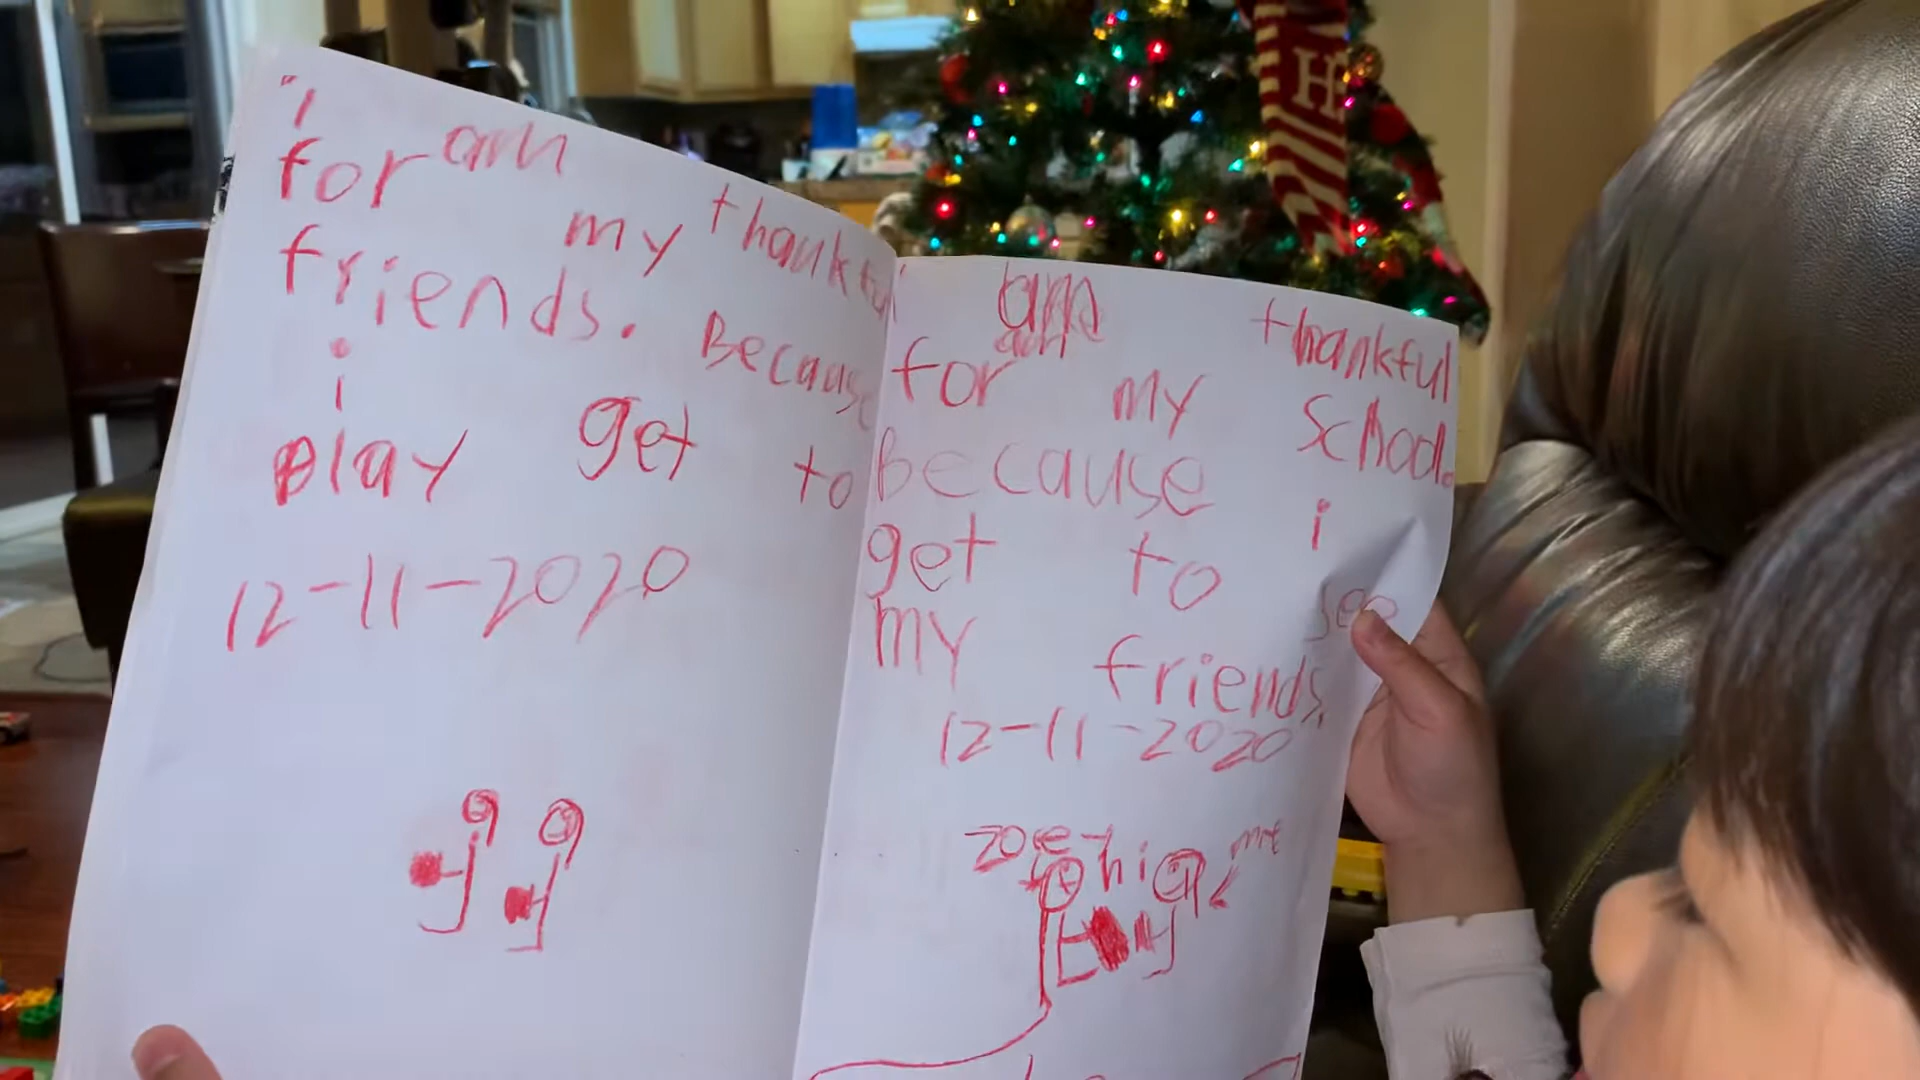 i am thankful
for my
friends. Because
i get to
play
12-11-2020
am thankful
for my school.
Because i
get to see
my friends.
12-11-2020
zoe hi me
H